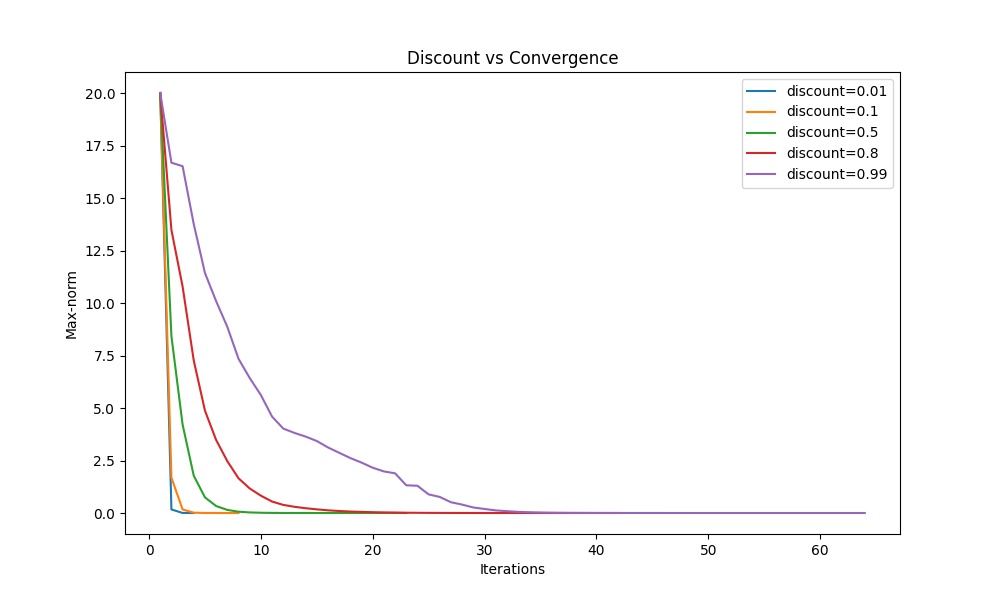 Discount vs Convergence
discount=0.01
discount=0.1
discount=0.5
discount=0.8
discount=0.99
20.0
17.5
15.0
12.5
10.0
7.5
5.0
2.5
0.0
Max-norm
0 10 20 30 40 50 60
Iterations